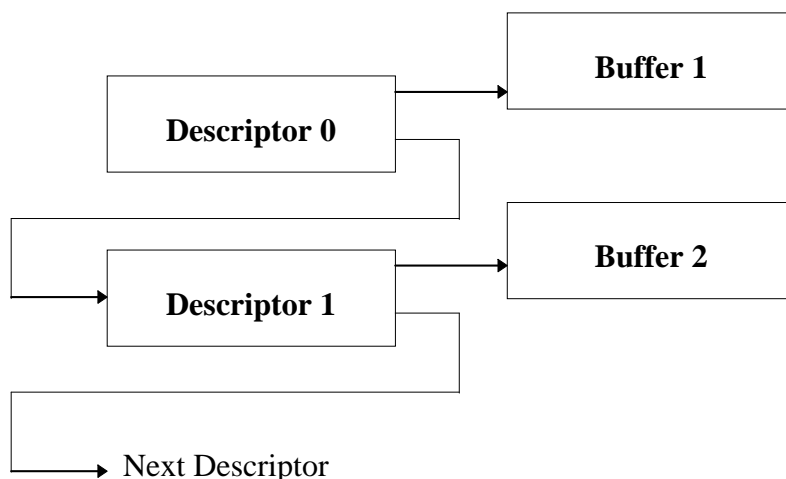 Buffer 1
Descriptor 0
Buffer 2
Descriptor 1
Next Descriptor